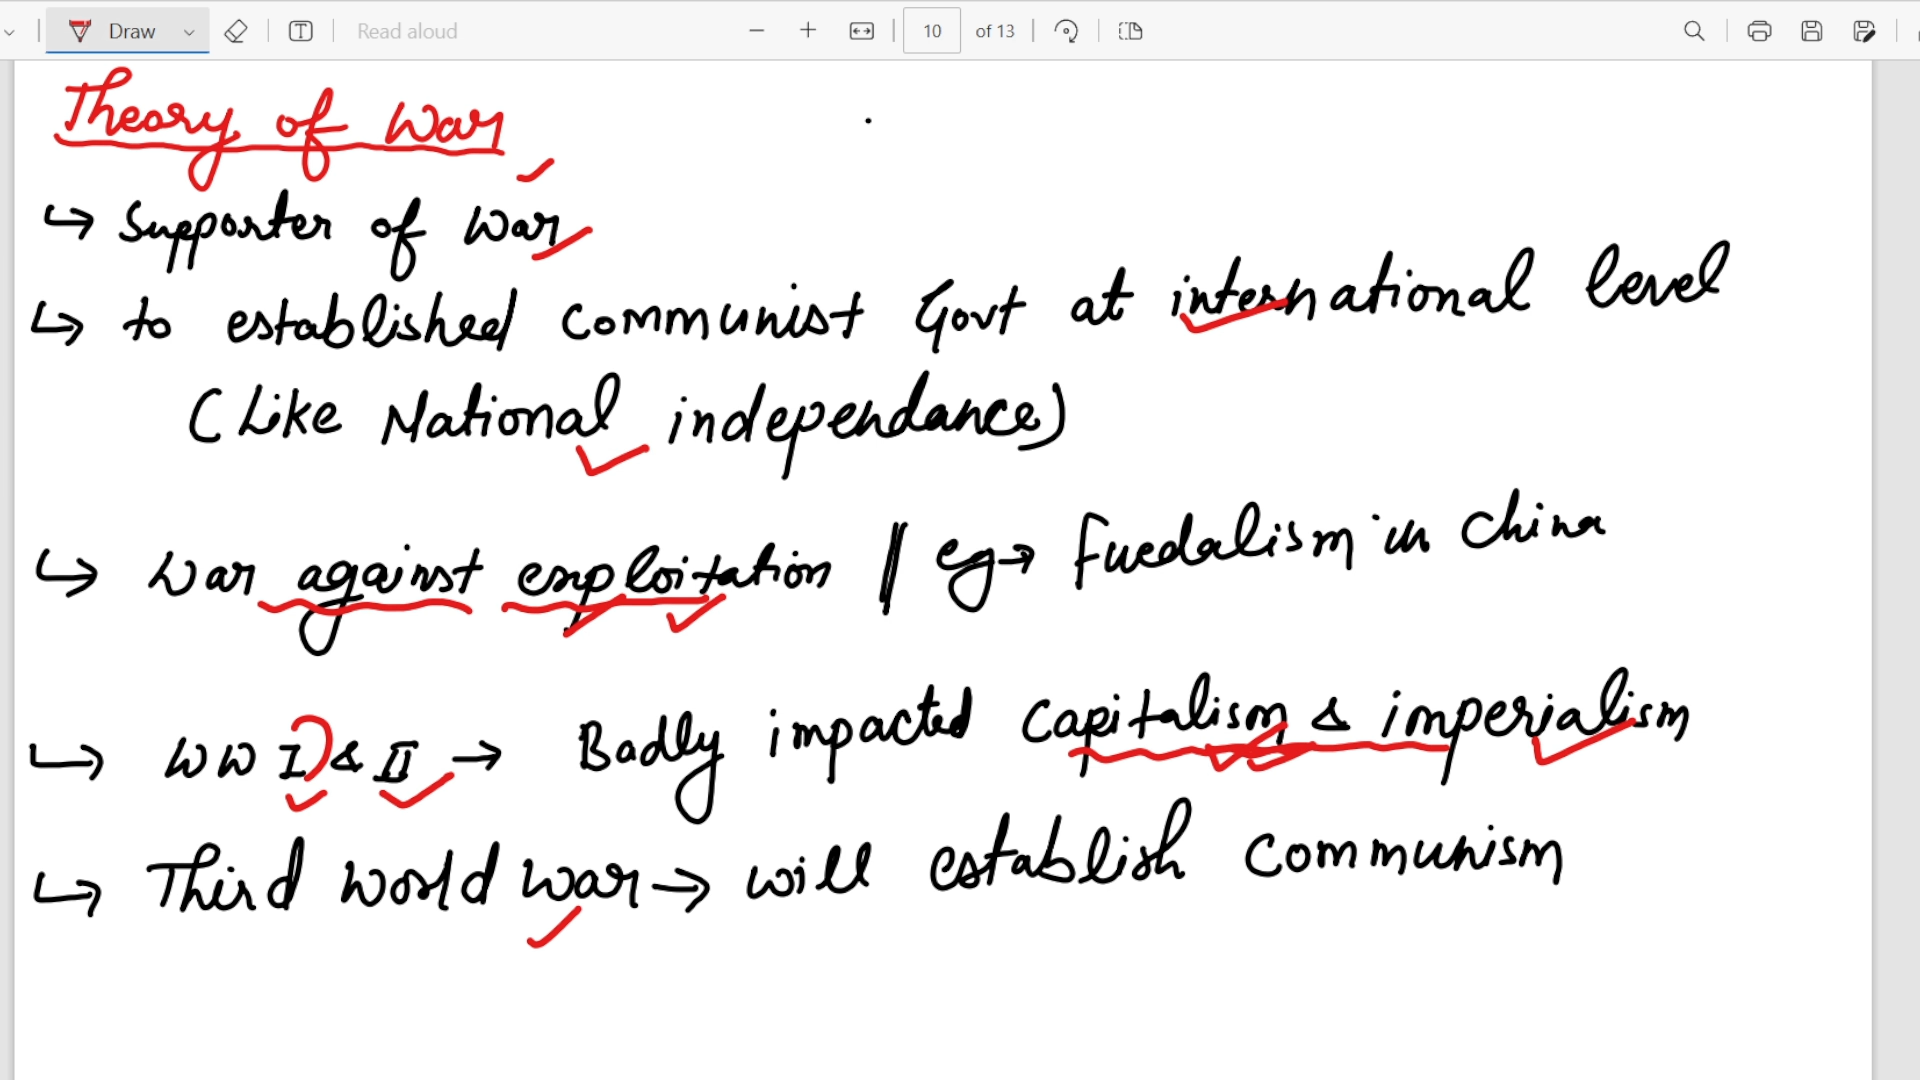 Draw
Read aloud
10 of 13
Theory of War
↳ Supporter of War
↳ to established communist Govt at international level
(Like National independance)
↳ War against exploitation // eg→ Fuedalism in China
↳ WW I & II → Badly impacted Capitalism & imperialism
↳ Third World War → will establish Communism